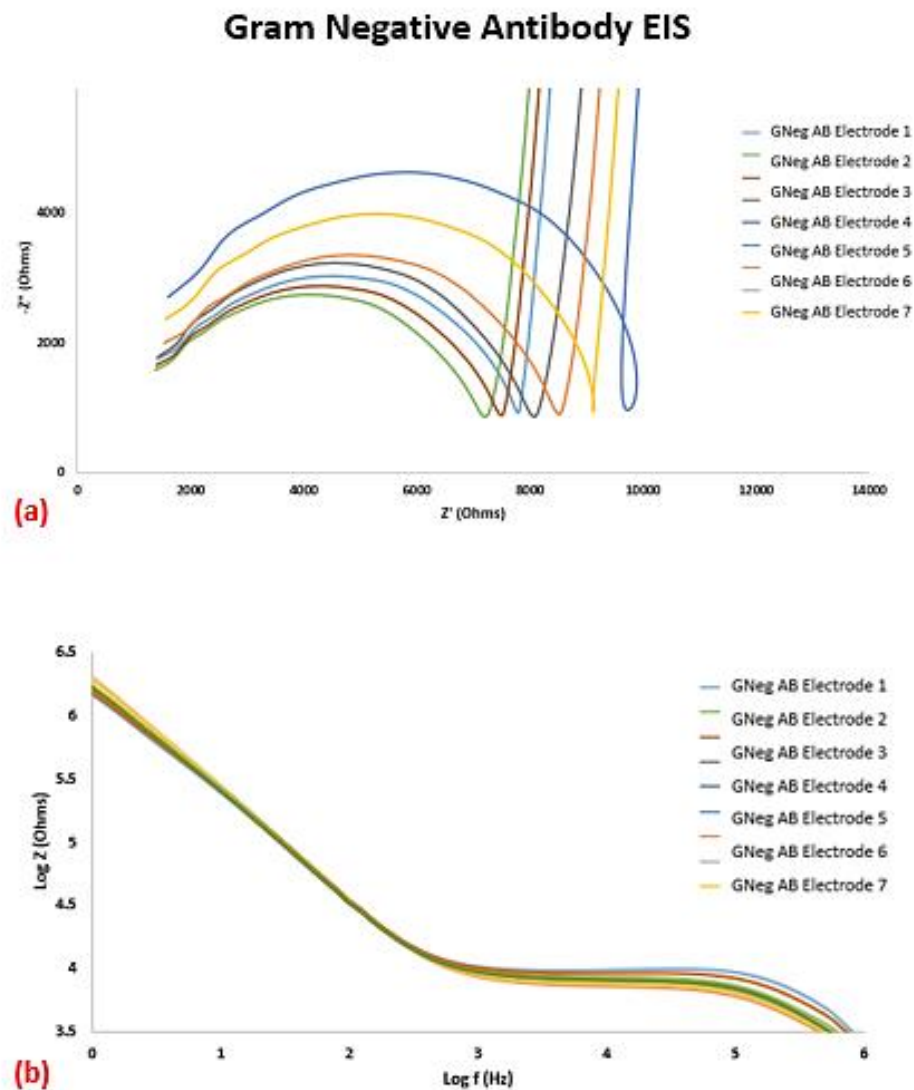 Gram Negative Antibody EIS
GNeg AB Electrode 1
GNeg AB Electrode 2
GNeg AB Electrode 3
GNeg AB Electrode 4
GNeg AB Electrode 5
GNeg AB Electrode 6
GNeg AB Electrode 7
-Z" (Ohms)
4000
2000
0
0 2000 4000 6000 8000 10000 12000 14000
Z' (Ohms)
(a)
6.5
6
5.5
5
4.5
4
3.5
Log Z (Ohms)
GNeg AB Electrode 1
GNeg AB Electrode 2
GNeg AB Electrode 3
GNeg AB Electrode 4
GNeg AB Electrode 5
GNeg AB Electrode 6
GNeg AB Electrode 7
0 1 2 3 4 5 6
Log f (Hz)
(b)